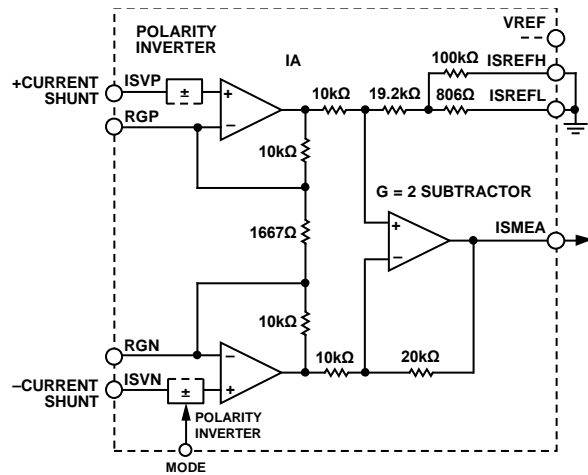 POLARITY
INVERTER
VREF
ISREFH
100kΩ
IA
+CURRENT
SHUNT
ISVP
±
+
10kΩ
19.2kΩ
806Ω
ISREFL
RGP
−
10kΩ
G = 2 SUBTRACTOR
1667Ω
+
ISMEA
−
10kΩ
RGN
−
10kΩ
20kΩ
−CURRENT
SHUNT
ISVN
±
+
POLARITY
INVERTER
MODE